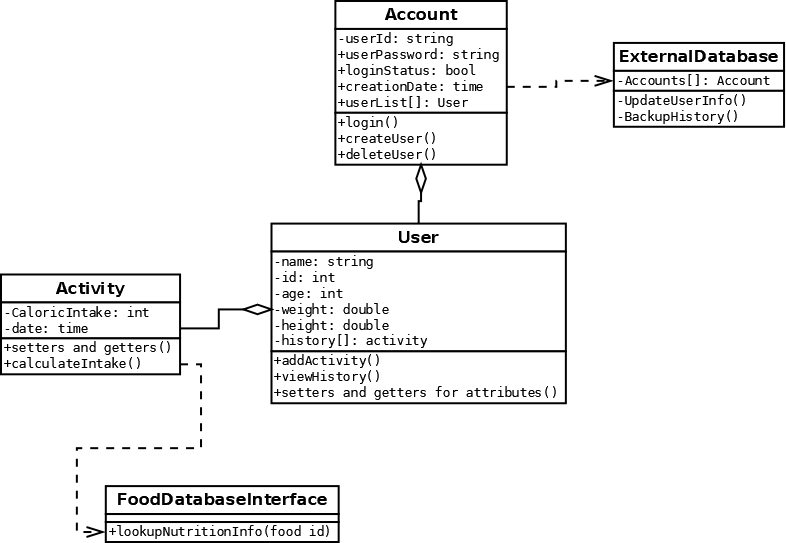 Account
-userId: string
+userPassword: string
+loginStatus: bool
+creationDate: time
+userList[]: User
+login()
+createUser()
+deleteUser()
ExternalDatabase
-Accounts[]: Account
-UpdateUserInfo()
-BackupHistory()
User
-name: string
-id: int
-age: int
-weight: double
-height: double
-history[]: activity
+addActivity()
+viewHistory()
+setters and getters for attributes()
Activity
-CaloricIntake: int
-date: time
+setters and getters()
+calculateIntake()
FoodDatabaseInterface
+lookupNutritionInfo(food id)